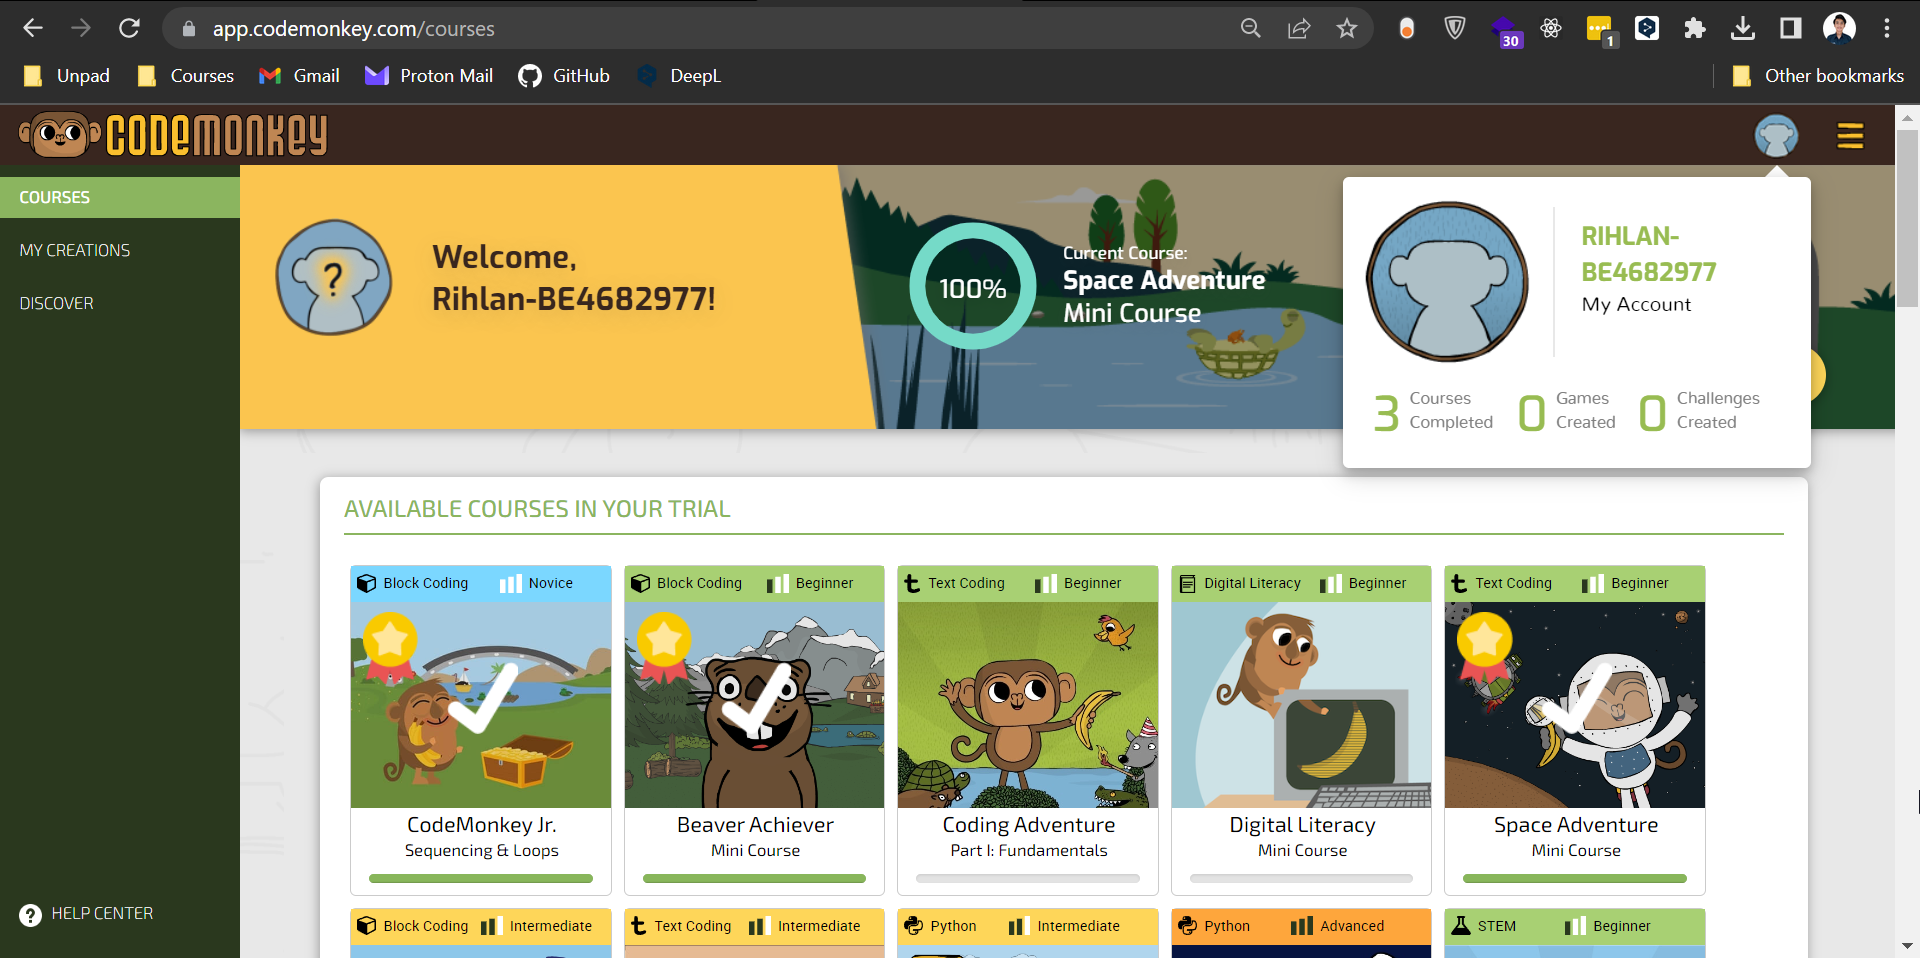 app.codemonkey.com/courses
30
1
Unpad
Courses
Gmail
Proton Mail
GitHub
DeepL
Other bookmarks
CODEMONKEY
COURSES
MY CREATIONS
DISCOVER
HELP CENTER
?
Welcome,
Rihlan-BE4682977!
100%
Current Course:
Space Adventure
Mini Course
RIHLAN-
BE4682977
My Account
3 Courses Completed
0 Games Created
0 Challenges Created
AVAILABLE COURSES IN YOUR TRIAL
Block Coding Novice
CodeMonkey Jr.
Sequencing & Loops
Block Coding Beginner
Beaver Achiever
Mini Course
Text Coding Beginner
Coding Adventure
Part I: Fundamentals
Digital Literacy Beginner
Digital Literacy
Mini Course
Text Coding Beginner
Space Adventure
Mini Course
Block Coding Intermediate
Text Coding Intermediate
Python Intermediate
Python Advanced
STEM Beginner